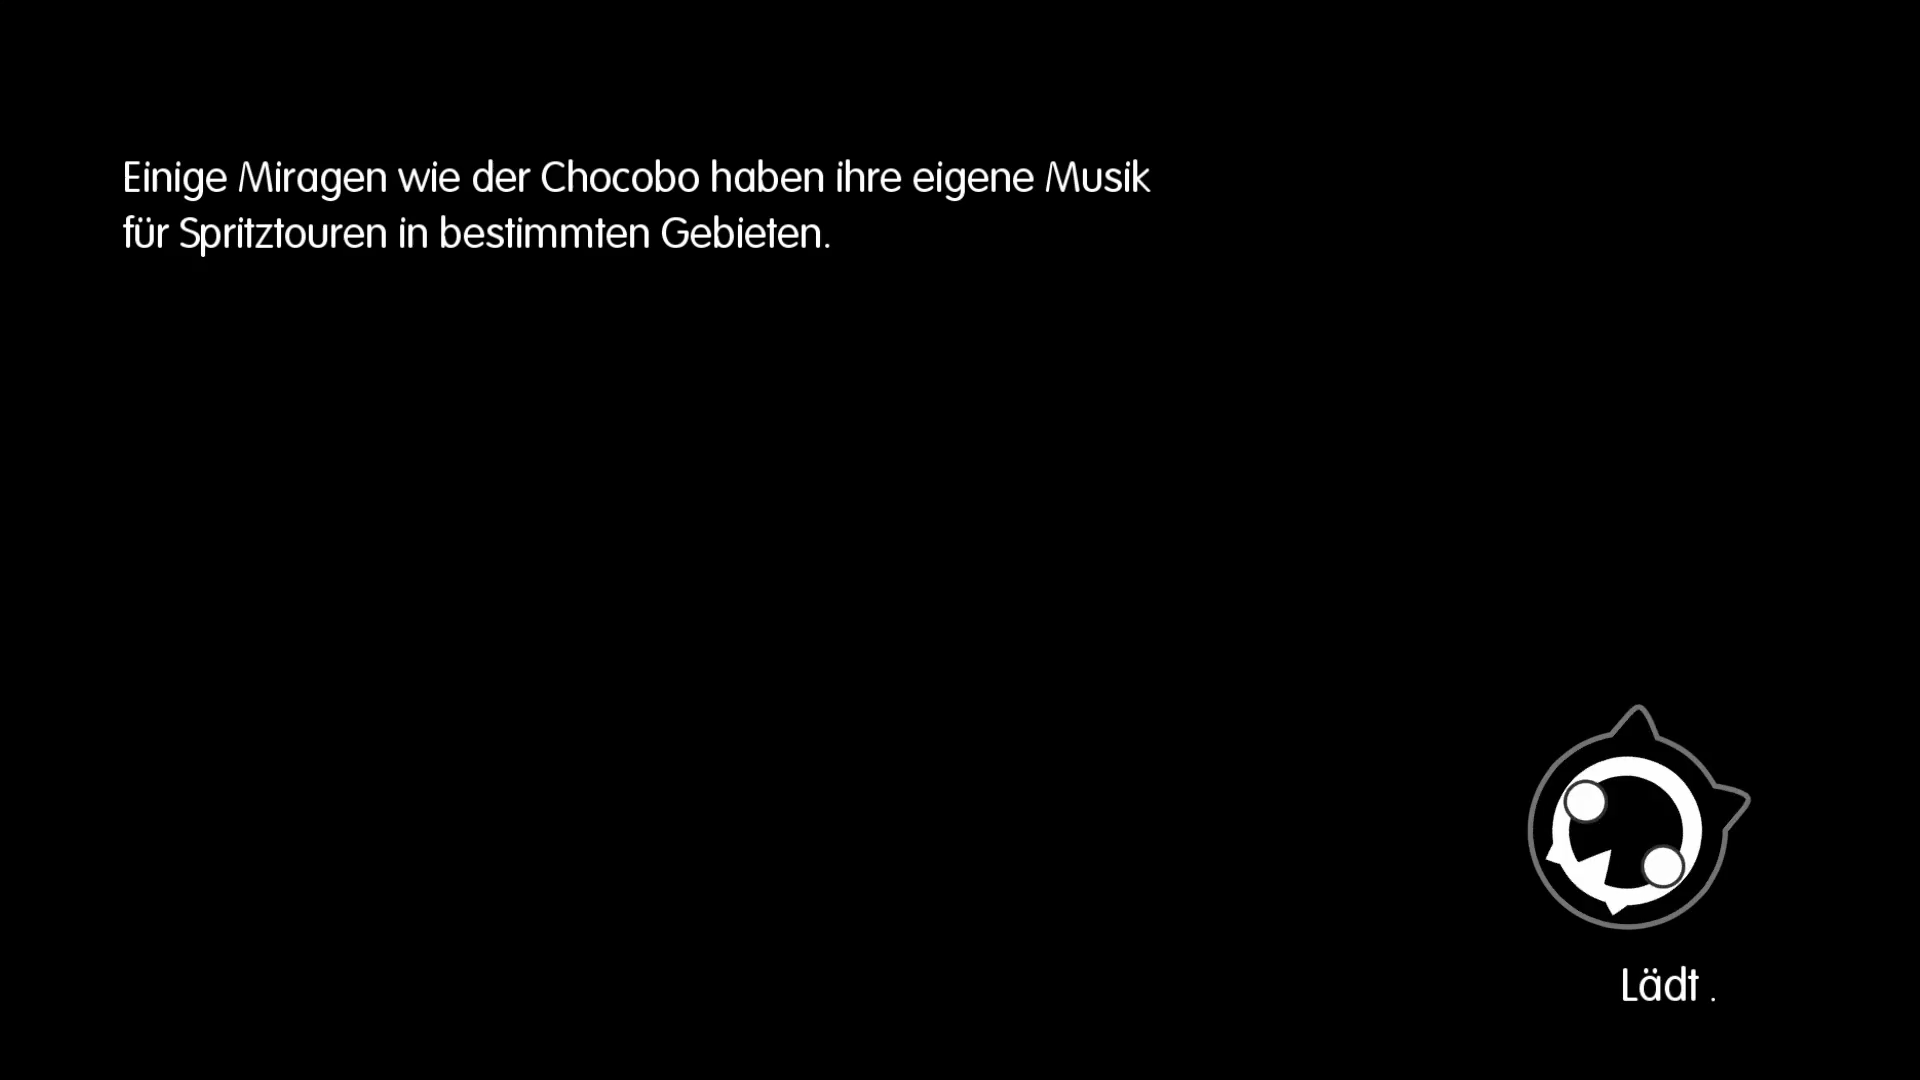 Einige Miragen wie der Chocobo haben ihre eigene Musik
für Spritztouren in bestimmten Gebieten.
Lädt .